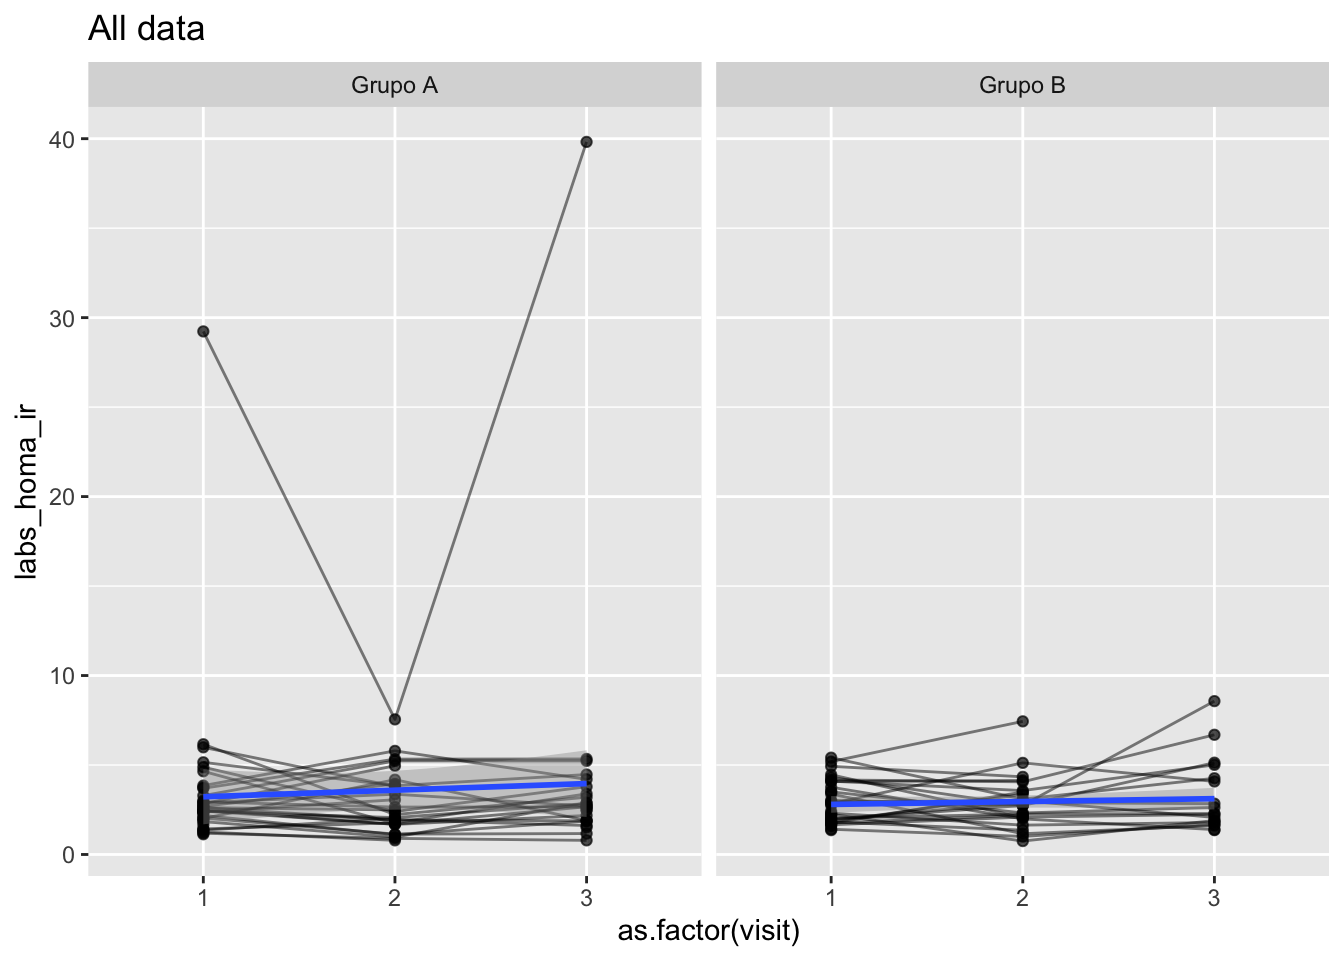 All data
Grupo A
Grupo B
labs_homa_ir
40
30
20
10
0
1 2 3
1 2 3
as.factor(visit)